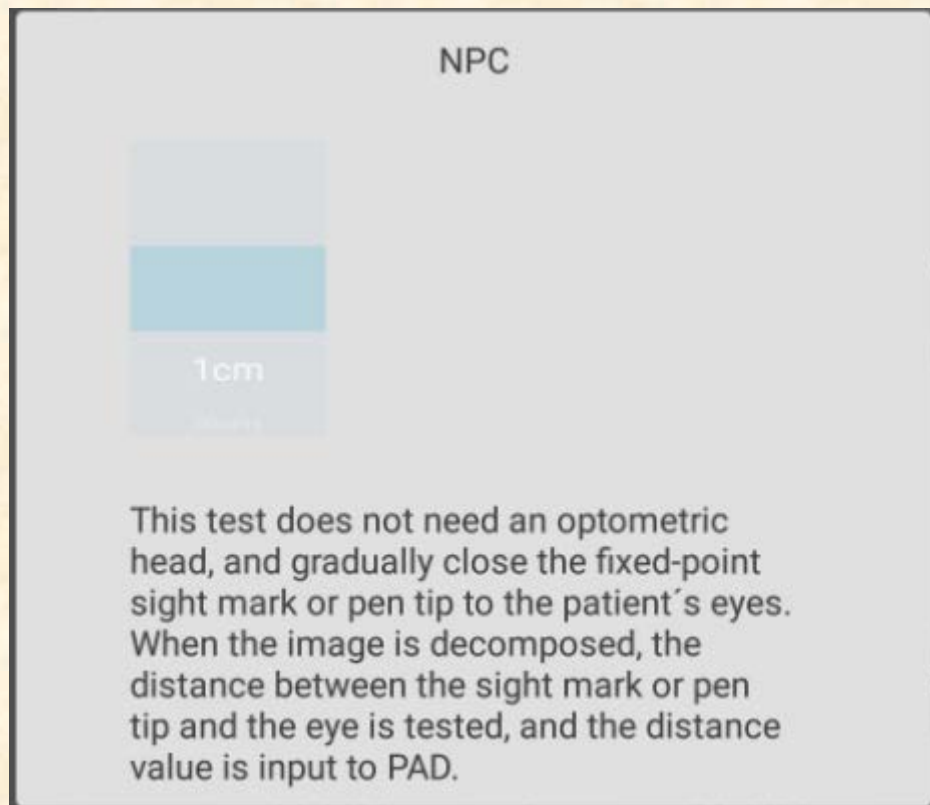 NPC
1cm
This test does not need an optometric
head, and gradually close the fixed-point
sight mark or pen tip to the patient´s eyes.
When the image is decomposed, the
distance between the sight mark or pen
tip and the eye is tested, and the distance
value is input to PAD.